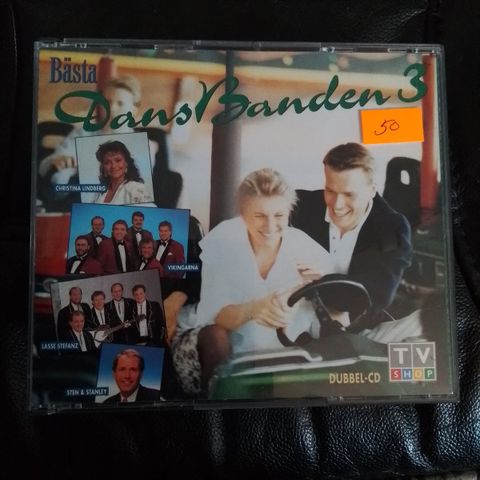 Bästa
DansBanden 3
50
CHRISTINA LINDBERG
VIKINGARNA
LASSE STEFANZ
STEN & STANLEY
DUBBEL-CD
TV
SHOP